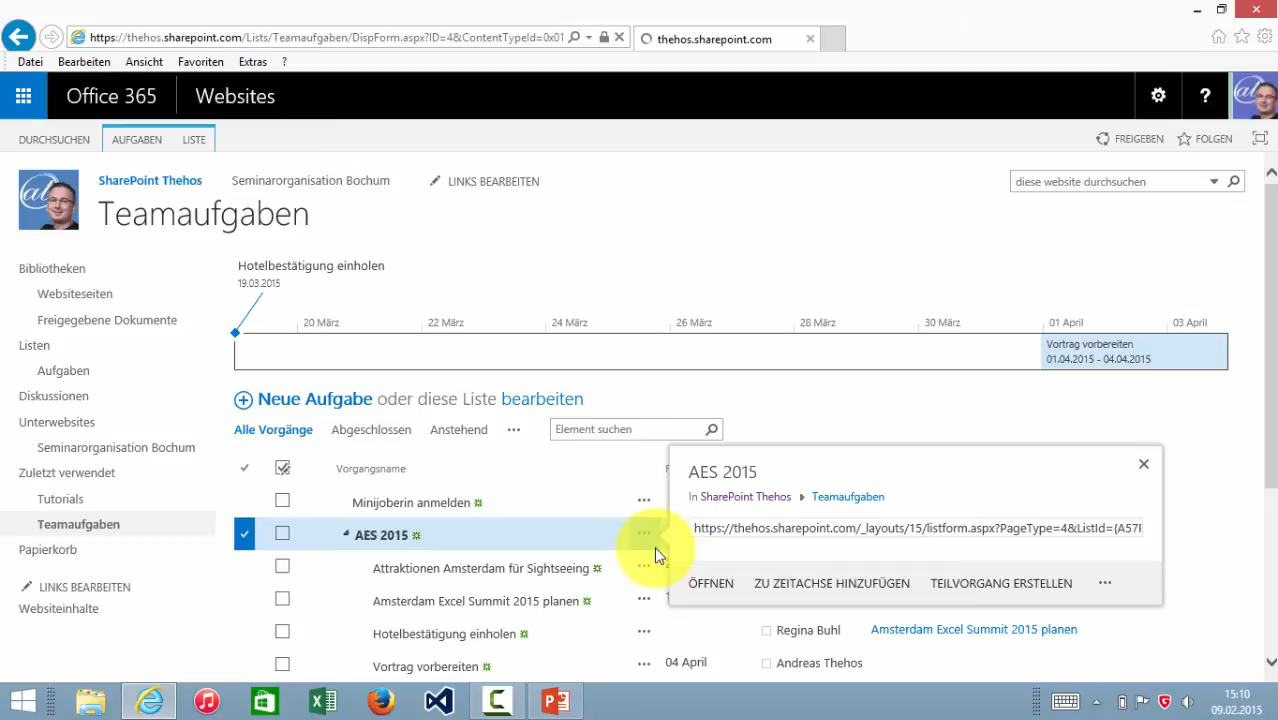 https://thehos.sharepoint.com/Lists/Teamaufgaben/DispForm.aspx?ID=4&ContentTypeId=0x01
thehos.sharepoint.com
Datei Bearbeiten Ansicht Favoriten Extras ?
Office 365 Websites ?
DURCHSUCHEN AUFGABEN LISTE FREIGEBEN FOLGEN
SharePoint Thehos Seminarorganisation Bochum LINKS BEARBEITEN
diese website durchsuchen
Teamaufgaben
Hotelbestätigung einholen
19.03.2015
20 März 22 März 24 März 26 März 28 März 30 März 01 April 03 April
Vortrag vorbereiten
01.04.2015 - 04.04.2015
Bibliotheken
Websiteseiten
Freigegebene Dokumente
Listen
Aufgaben
Diskussionen
Unterwebsites
Seminarorganisation Bochum
Zuletzt verwendet
Tutorials
Teamaufgaben
Papierkorb
LINKS BEARBEITEN
Websiteinhalte
Neue Aufgabe oder diese Liste bearbeiten
Alle Vorgänge Abgeschlossen Anstehend ... Element suchen
Vorgangsname
Minijoberin anmelden ...
AES 2015 ...
Attraktionen Amsterdam für Sightseeing ...
Amsterdam Excel Summit 2015 planen ...
Hotelbestätigung einholen ... Regina Buhl Amsterdam Excel Summit 2015 planen
Vortrag vorbereiten ... 04 April Andreas Thehos
AES 2015
In SharePoint Thehos Teamaufgaben
https://thehos.sharepoint.com/_layouts/15/listform.aspx?PageType=4&ListId={A57F
ÖFFNEN ZU ZEITACHSE HINZUFÜGEN TEILVORGANG ERSTELLEN ...
15:10
09.02.2015